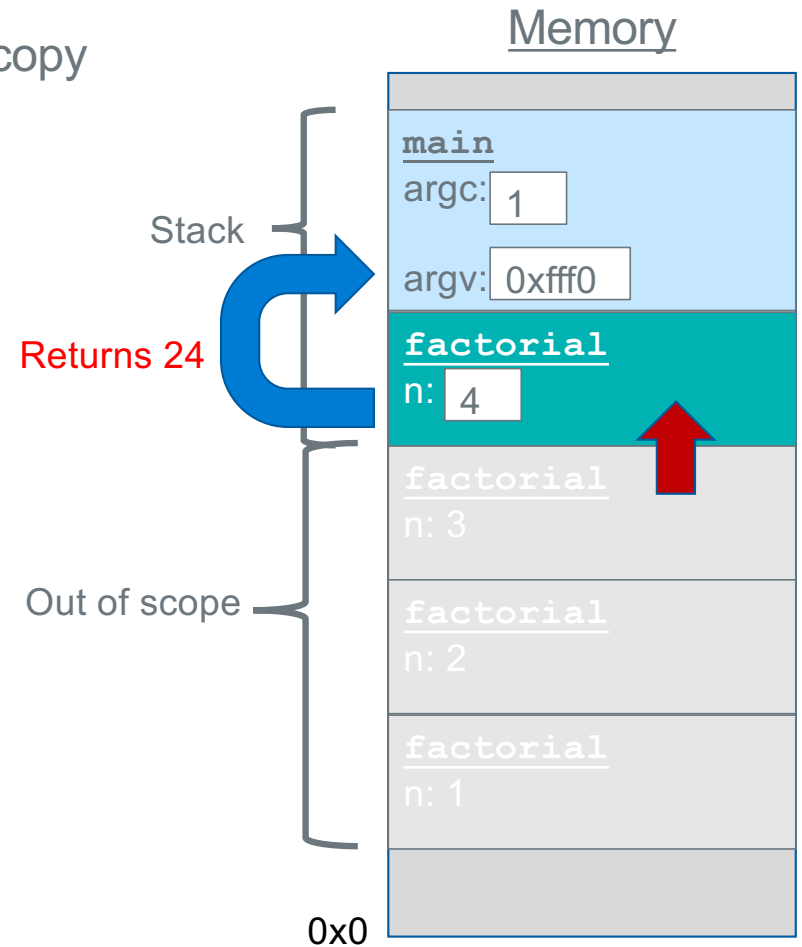 copy
Memory
main
argc: 1
Stack
argv: 0xfff0
Returns 24
factorial
n: 4
factorial
n: 3
Out of scope
factorial
n: 2
factorial
n: 1
0x0